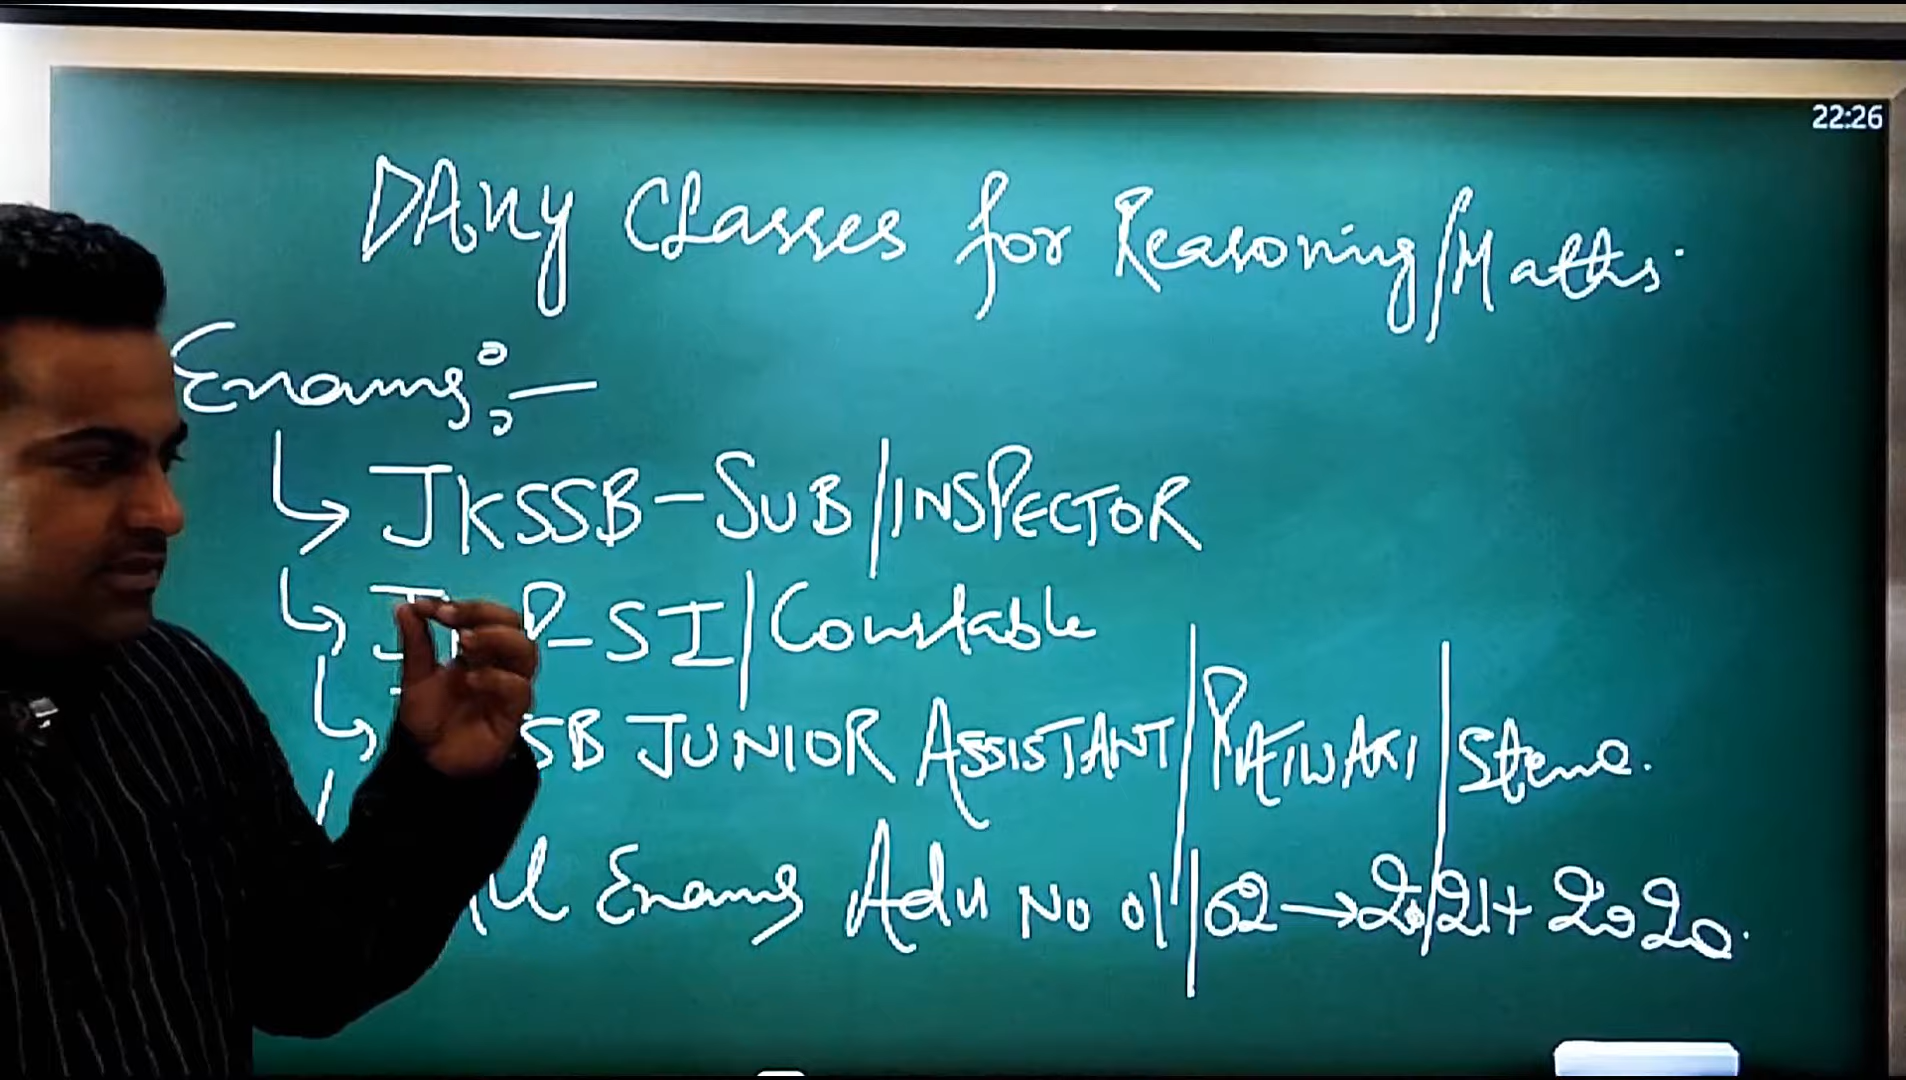 22:26
DAily Classes for Reasoning/Maths.
Exams:-
JKSSB-SUB/INSPECTOR
P-SI/Constable
SB JUNIOR ASSISTANT/PATWARI/Steno.
Exams Adv No 01/02→2021+2020.